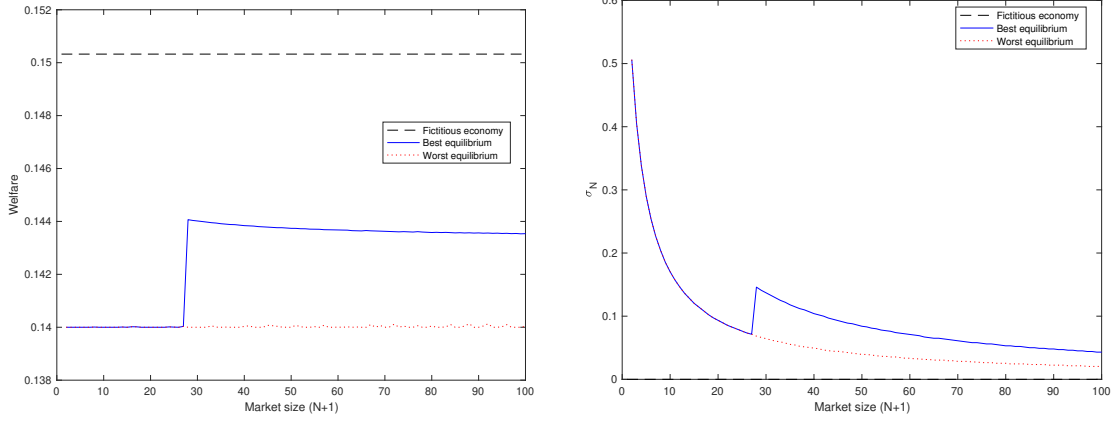 0.152
0.15
0.148
0.146
0.144
0.142
0.14
0.138
Welfare
0 10 20 30 40 50 60 70 80 90 100
Market size (N+1)
Fictitious economy
Best equilibrium
Worst equilibrium
0.6
0.5
0.4
0.3
0.2
0.1
0
σ_N
0 10 20 30 40 50 60 70 80 90 100
Market size (N+1)
Fictitious economy
Best equilibrium
Worst equilibrium